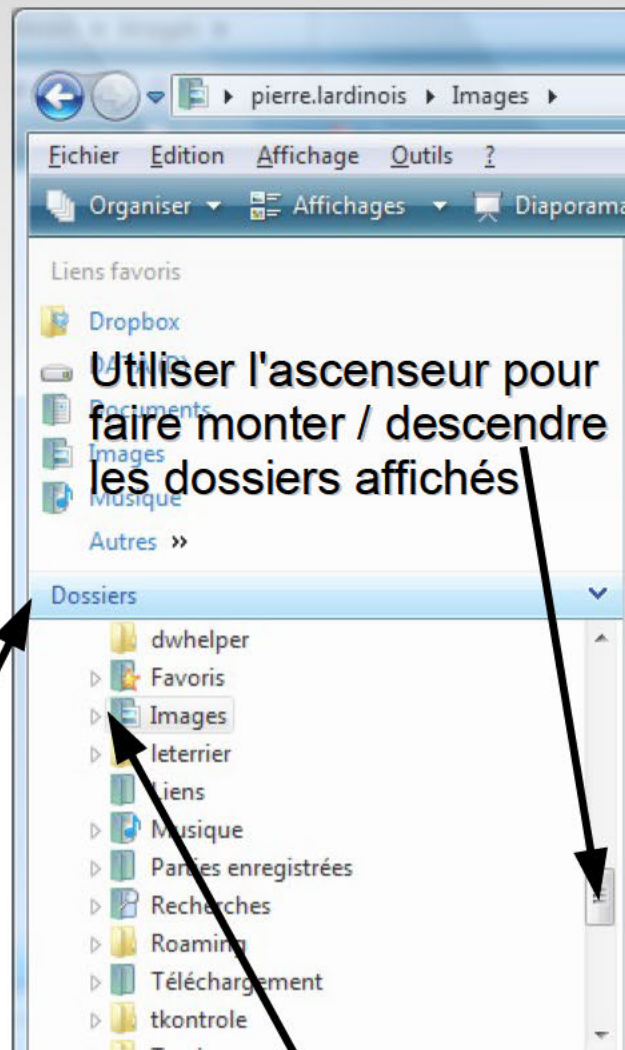 pierre.lardinois Images
Fichier Edition Affichage Outils ?
Organiser Affichages Diaporama
Liens favoris
Dropbox
Utiliser l'ascenseur pour
faire monter / descendre
les dossiers affichés
Documents
Images
Musique
Autres »
Dossiers
dwhelper
Favoris
Images
leterrier
Liens
Musique
Parties enregistrées
Recherches
Roaming
Téléchargement
tkontrole